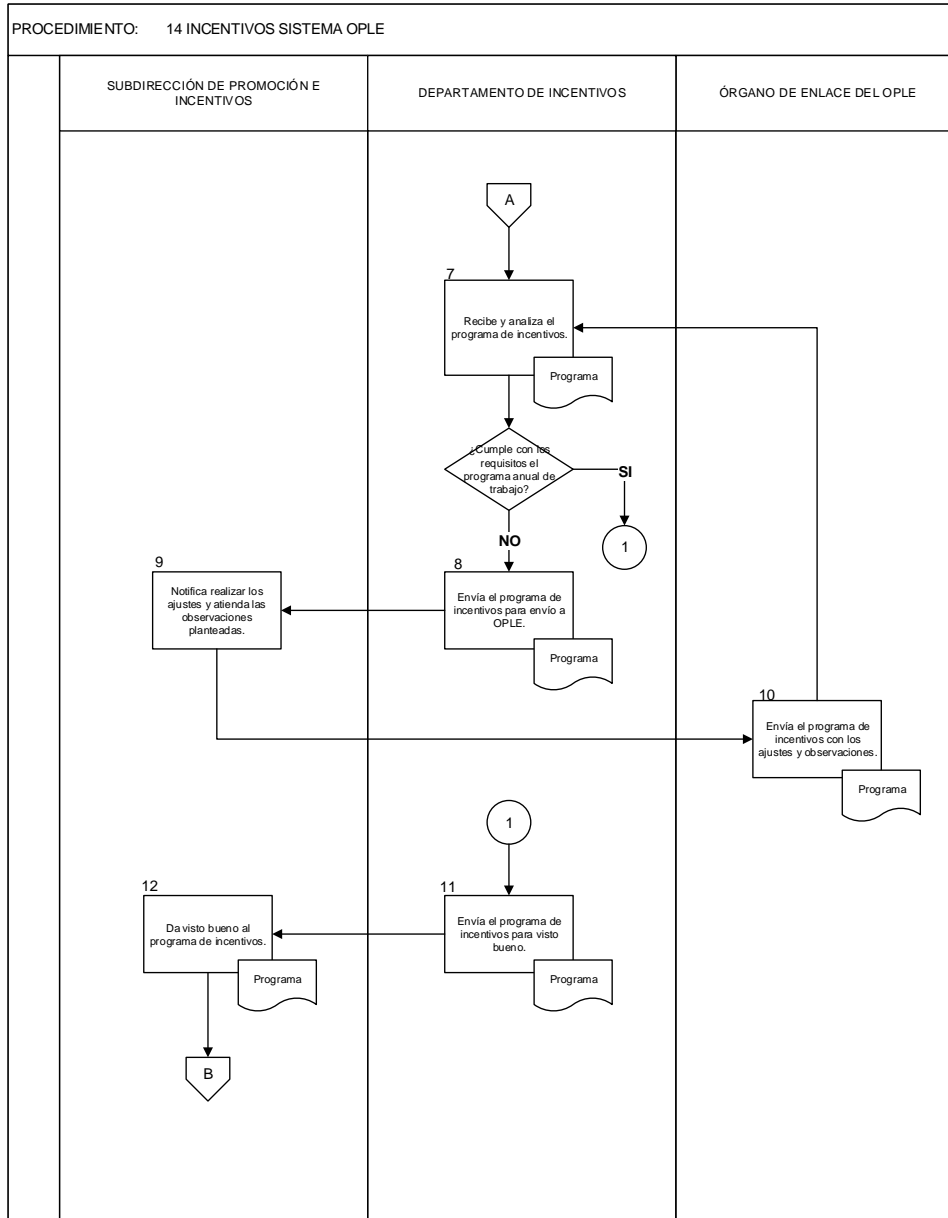 PROCEDIMIENTO: 14 INCENTIVOS SISTEMA OPLE
SUBDIRECCIÓN DE PROMOCIÓN E
INCENTIVOS
DEPARTAMENTO DE INCENTIVOS
ÓRGANO DE ENLACE DEL OPLE
A
7
Recibe y analiza el
programa de incentivos.
Programa
¿Cumple con los
requisitos el
programa anual de
trabajo?
SI
1
NO
8
Envía el programa de
incentivos para envío a
OPLE.
Programa
9
Notifica realizar los
ajustes y atienda las
observaciones
planteadas.
10
Envía el programa de
incentivos con los
ajustes y observaciones.
Programa
1
11
Envía el programa de
incentivos para visto
bueno.
Programa
12
Da visto bueno al
programa de incentivos.
Programa
B